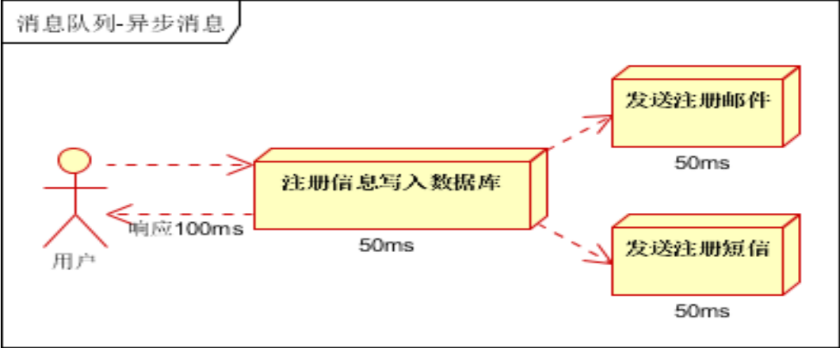 消息队列-异步消息
发送注册邮件
50ms
注册信息写入数据库
响应100ms
50ms
用户
发送注册短信
50ms